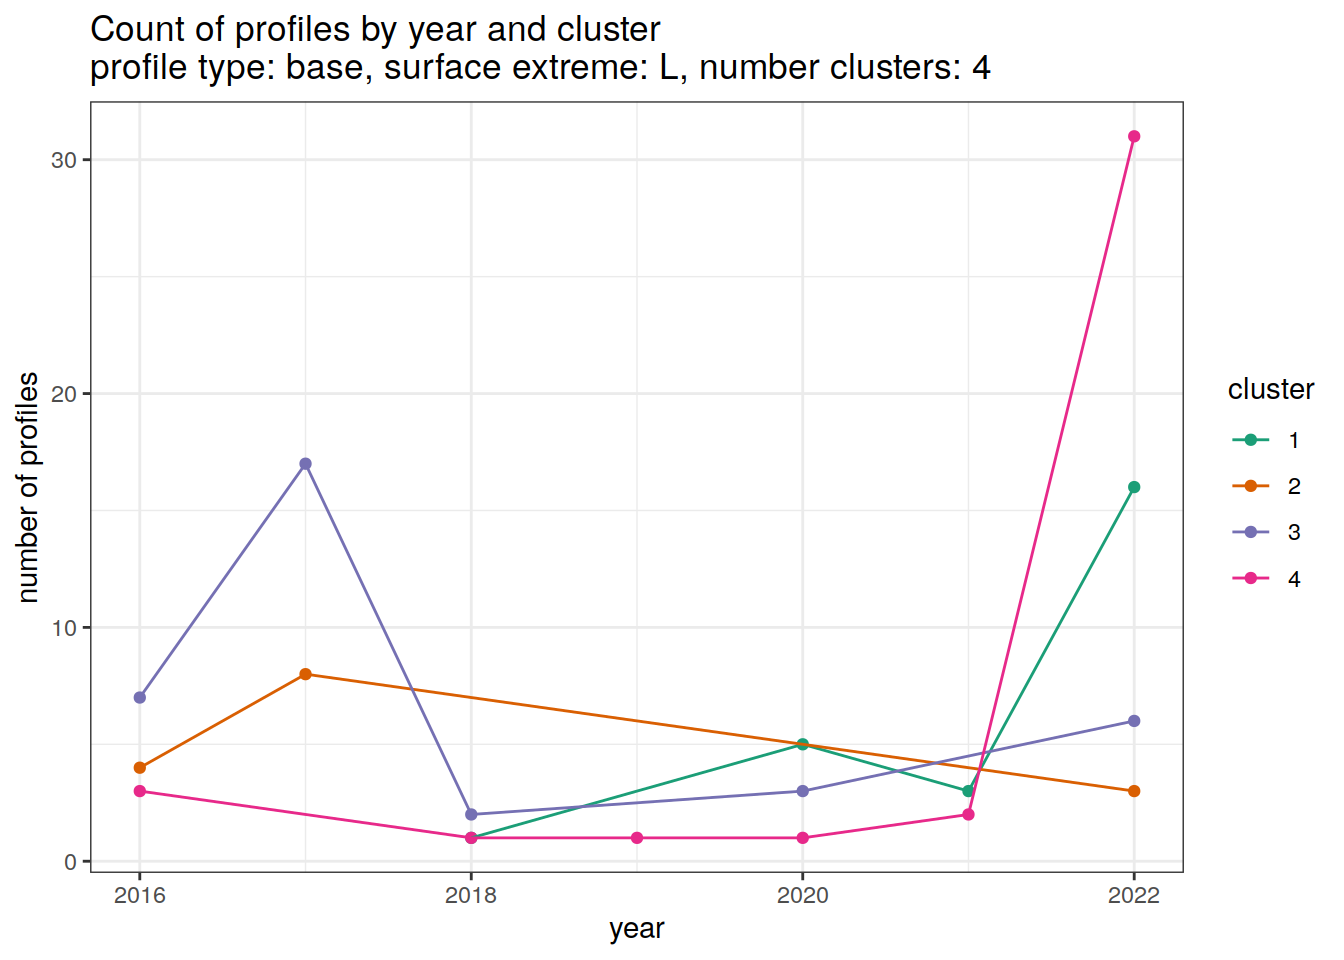 Count of profiles by year and cluster
profile type: base, surface extreme: L, number clusters: 4
30
20
10
0
number of profiles
2016
2018
2020
2022
year
cluster
1
2
3
4